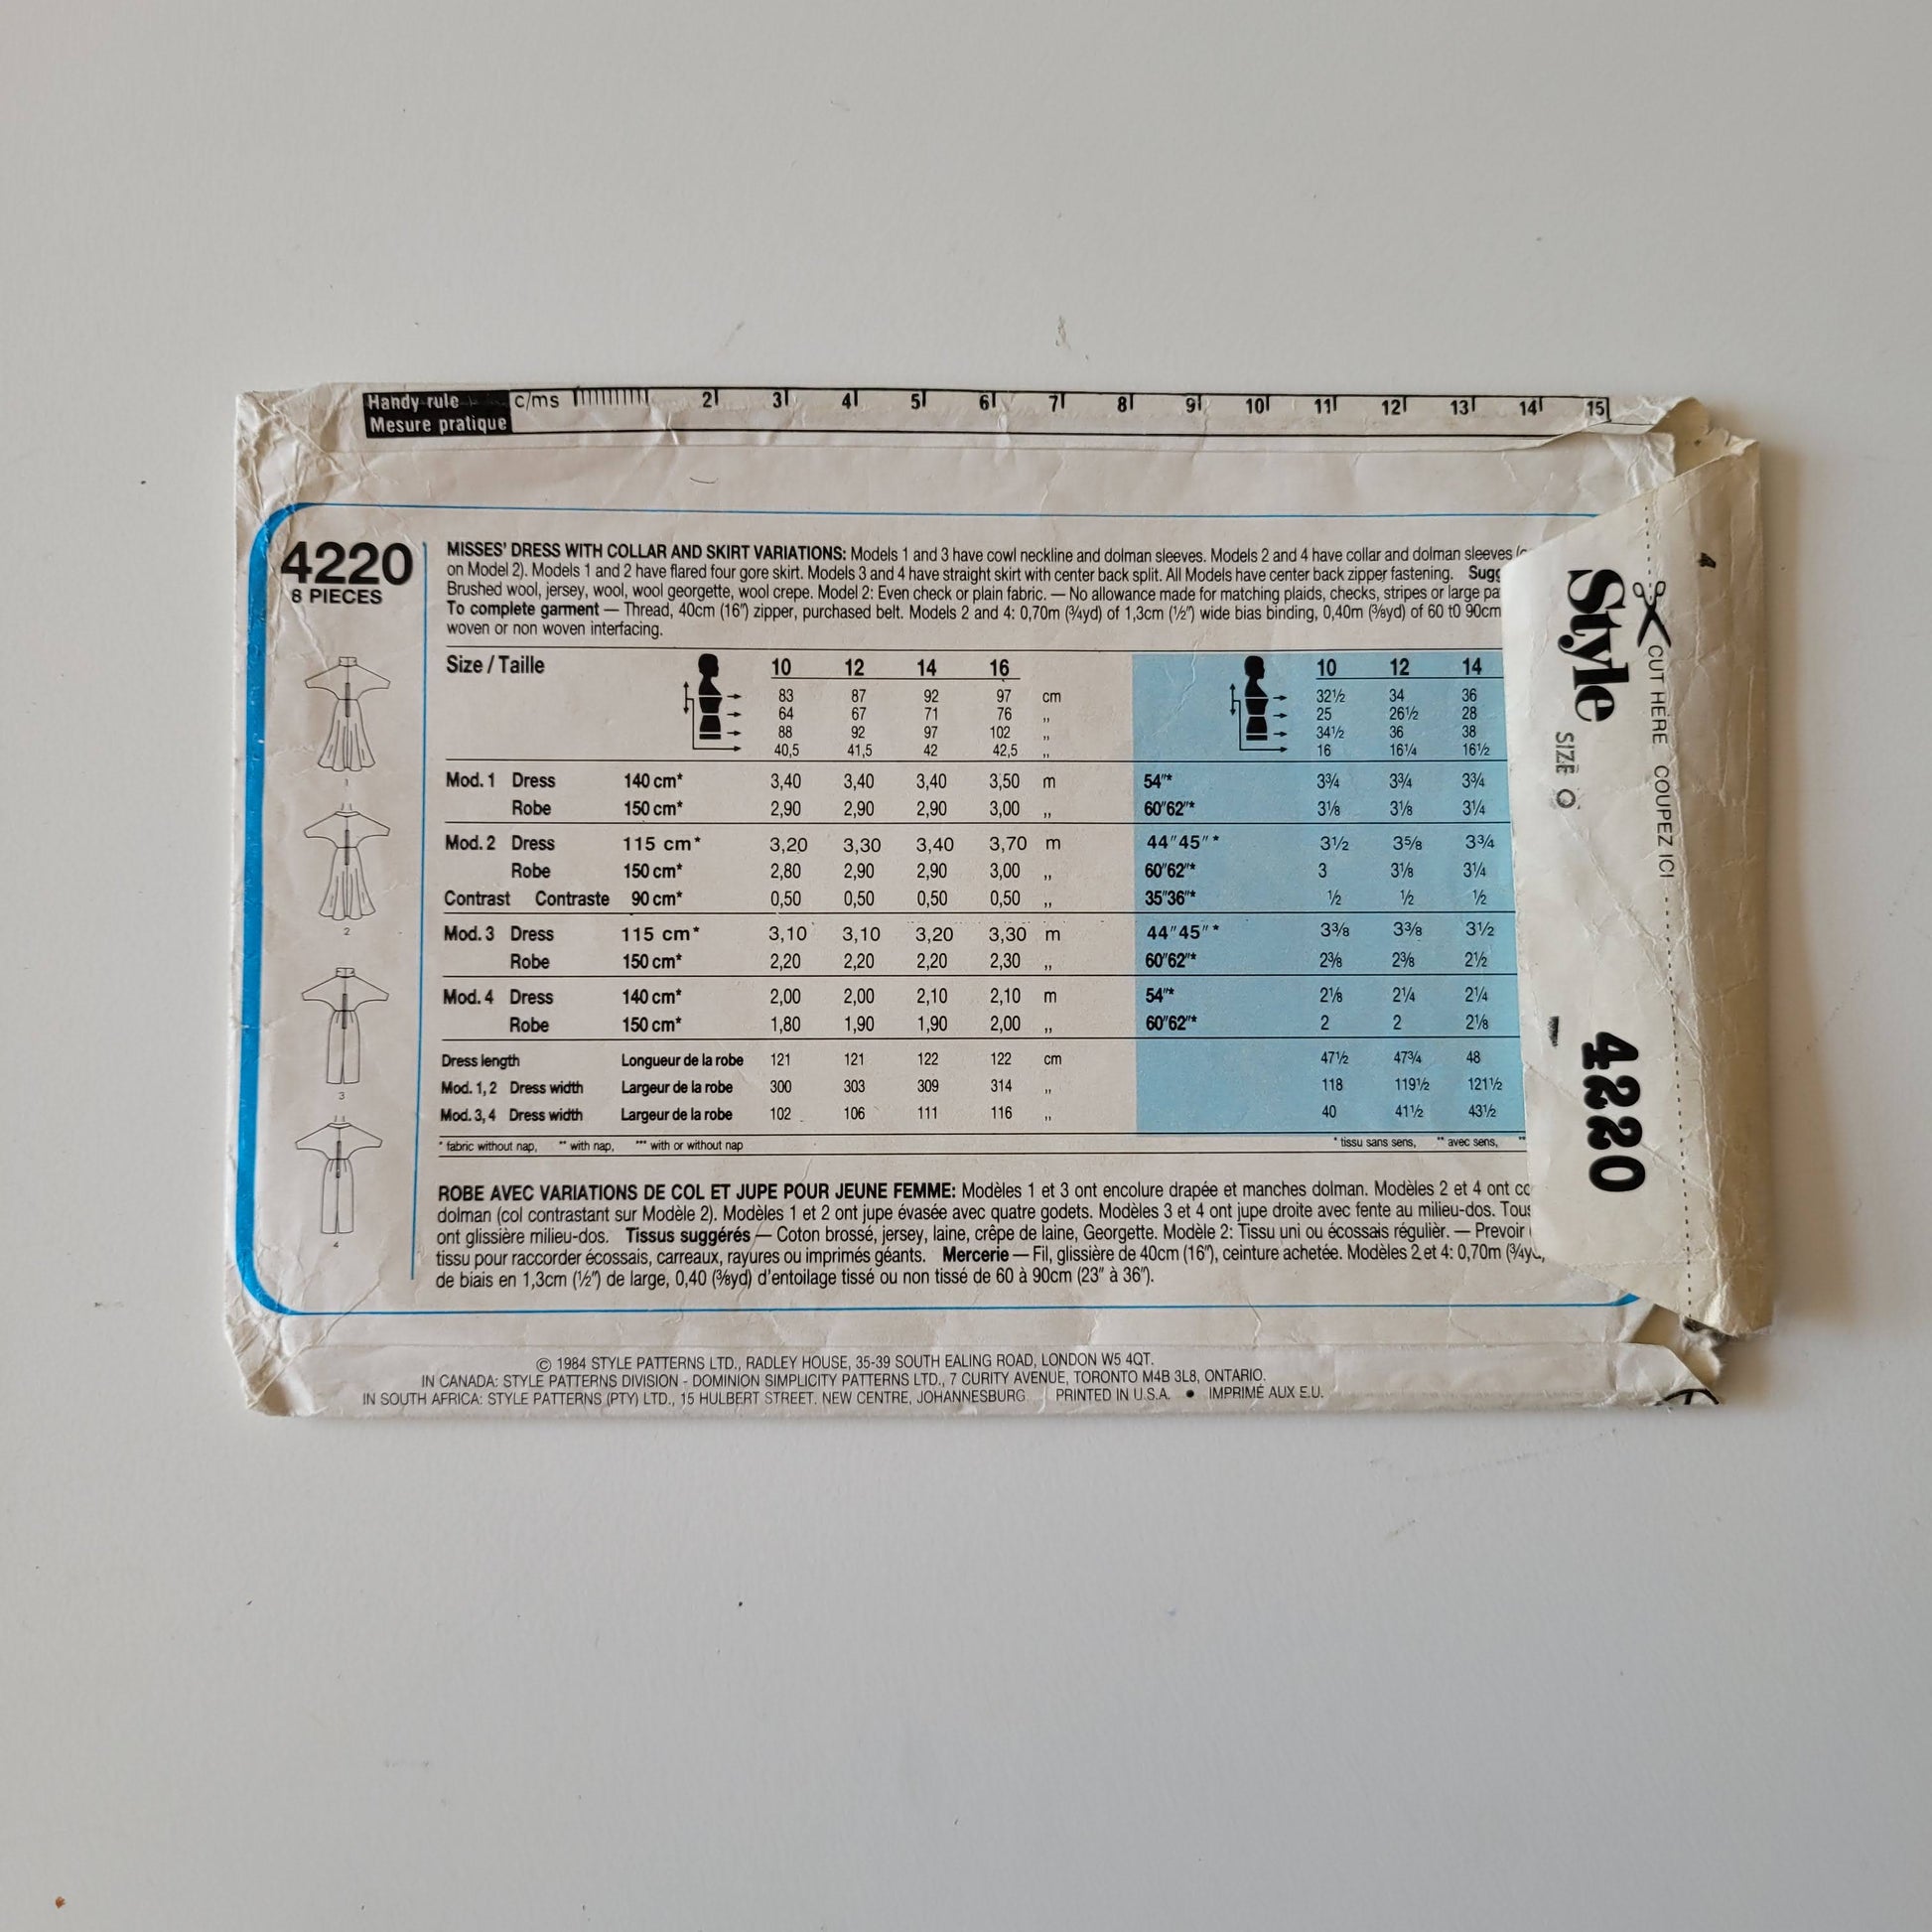 Handy rule c/ms 2 3 4 5 6 7 8 9 10 11 12 13 14 15
Mesure pratique
4220
8 PIECES
MISSES' DRESS WITH COLLAR AND SKIRT VARIATIONS: Models 1 and 3 have cowl neckline and dolman sleeves. Models 2 and 4 have collar and dolman sleeves
on Model 2). Models 1 and 2 have flared four gore skirt. Models 3 and 4 have straight skirt with center back split. All Models have center back zipper fastening.
Brushed wool, jersey, wool, wool georgette, wool crepe. Model 2: Even check or plain fabric. — No allowance made for matching plaids, checks, stripes or large
To complete garment — Thread, 40cm (16") zipper, purchased belt. Models 2 and 4: 0,70m (¾yd) of 1,3cm (½") wide bias binding, 0,40m (⅜yd) of 60 to 90cm
woven or non woven interfacing.
Size / Taille 10 12 14 16 10 12 14
83 87 92 97 cm 32½ 34 36
64 67 71 76 ,, 25 26½ 28
88 92 97 102 ,, 34½ 36 38
40,5 41,5 42 42,5 ,, 16 16¼ 16½
Mod. 1 Dress 140 cm* 3,40 3,40 3,40 3,50 m 54"* 3¾ 3¾ 3¾
Robe 150 cm* 2,90 2,90 2,90 3,00 ,, 60"62"* 3⅛ 3⅛ 3¼
Mod. 2 Dress 115 cm* 3,20 3,30 3,40 3,70 m 44"45"* 3½ 3⅝ 3¾
Robe 150 cm* 2,80 2,90 2,90 3,00 ,, 60"62"* 3 3⅛ 3¼
Contrast Contraste 90 cm* 0,50 0,50 0,50 0,50 ,, 35"36"* ½ ½ ½
Mod. 3 Dress 115 cm* 3,10 3,10 3,20 3,30 m 44"45"* 3⅜ 3⅜ 3½
Robe 150 cm* 2,20 2,20 2,20 2,30 ,, 60"62"* 2⅜ 2⅜ 2½
Mod. 4 Dress 140 cm* 2,00 2,00 2,10 2,10 m 54"* 2⅛ 2¼ 2¼
Robe 150 cm* 1,80 1,90 1,90 2,00 ,, 60"62"* 2 2 2⅛
Dress length Longueur de la robe 121 121 122 122 cm 47½ 47¾ 48
Mod. 1, 2 Dress width Largeur de la robe 300 303 309 314 ,, 118 119½ 121½
Mod. 3, 4 Dress width Largeur de la robe 102 106 111 116 ,, 40 41½ 43½
* fabric without nap, ** with nap, *** with or without nap * tissu sans sens, ** avec sens, **
ROBE AVEC VARIATIONS DE COL ET JUPE POUR JEUNE FEMME: Modèles 1 et 3 ont encolure drapée et manches dolman. Modèles 2 et 4 ont
dolman (col contrastant sur Modèle 2). Modèles 1 et 2 ont jupe évasée avec quatre godets. Modèles 3 et 4 ont jupe droite avec fente au milieu-dos.
ont glissière milieu-dos. Tissus suggérés — Coton brossé, jersey, laine, crêpe de laine, Georgette. Modèle 2: Tissu uni ou écossais régulièr. — Prevoir
tissu pour raccorder écossais, carreaux, rayures ou imprimés géants. Mercerie — Fil, glissière de 40cm (16"), ceinture achetée. Modèles 2 et 4: 0,70m
de biais en 1,3cm (½") de large, 0,40 (⅜yd) d'entoilage tissé ou non tissé de 60 à 90cm (23" à 36").
1
2
3
4
© 1984 STYLE PATTERNS LTD., RADLEY HOUSE, 35-39 SOUTH EALING ROAD, LONDON W5 4QT.
IN CANADA: STYLE PATTERNS DIVISION - DOMINION SIMPLICITY PATTERNS LTD., 7 CURITY AVENUE, TORONTO M4B 3L8, ONTARIO.
IN SOUTH AFRICA: STYLE PATTERNS (PTY) LTD., 15 HULBERT STREET. NEW CENTRE, JOHANNESBURG. PRINTED IN U.S.A. • IMPRIMÉ AUX E.U.
CUT HERE COUPEZ ICI
Style 4220
SIZE
4